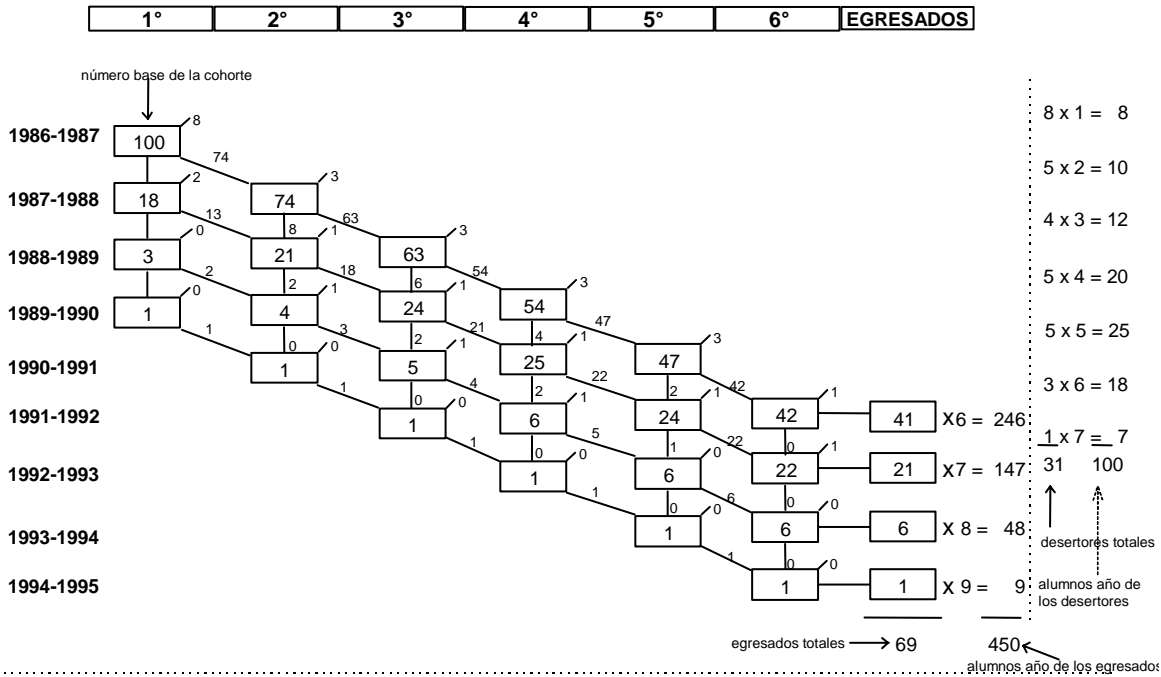 1° 2° 3° 4° 5° 6° EGRESADOS
número base de la cohorte
8
8 x 1 = 8
1986-1987 100
74
5 x 2 = 10
2 3
1987-1988 18 74
13 8 1 63
4 x 3 = 12
0 3
1988-1989 3 21 63
2 2 1 18 6 1 54
5 x 4 = 20
0 3
1989-1990 1 4 24 54
1 0 0 3 2 1 21 4 1 47
5 x 5 = 25
3
1990-1991 1 5 25 47
1 0 0 4 2 1 22 2 1 42
3 x 6 = 18
1
1991-1992 1 6 24 42 41 x6 = 246
1 0 0 5 1 0 22 0 1
1 x 7 = 7
1992-1993 1 6 22 21 x7 = 147
31 100
1 0 0 6 0 0
1993-1994 1 6 6 x 8 = 48
desertores totales
1 0 0
1994-1995 1 1 x 9 = 9
alumnos año de
los desertores
egresados totales 69 450
alumnos año de los egresados